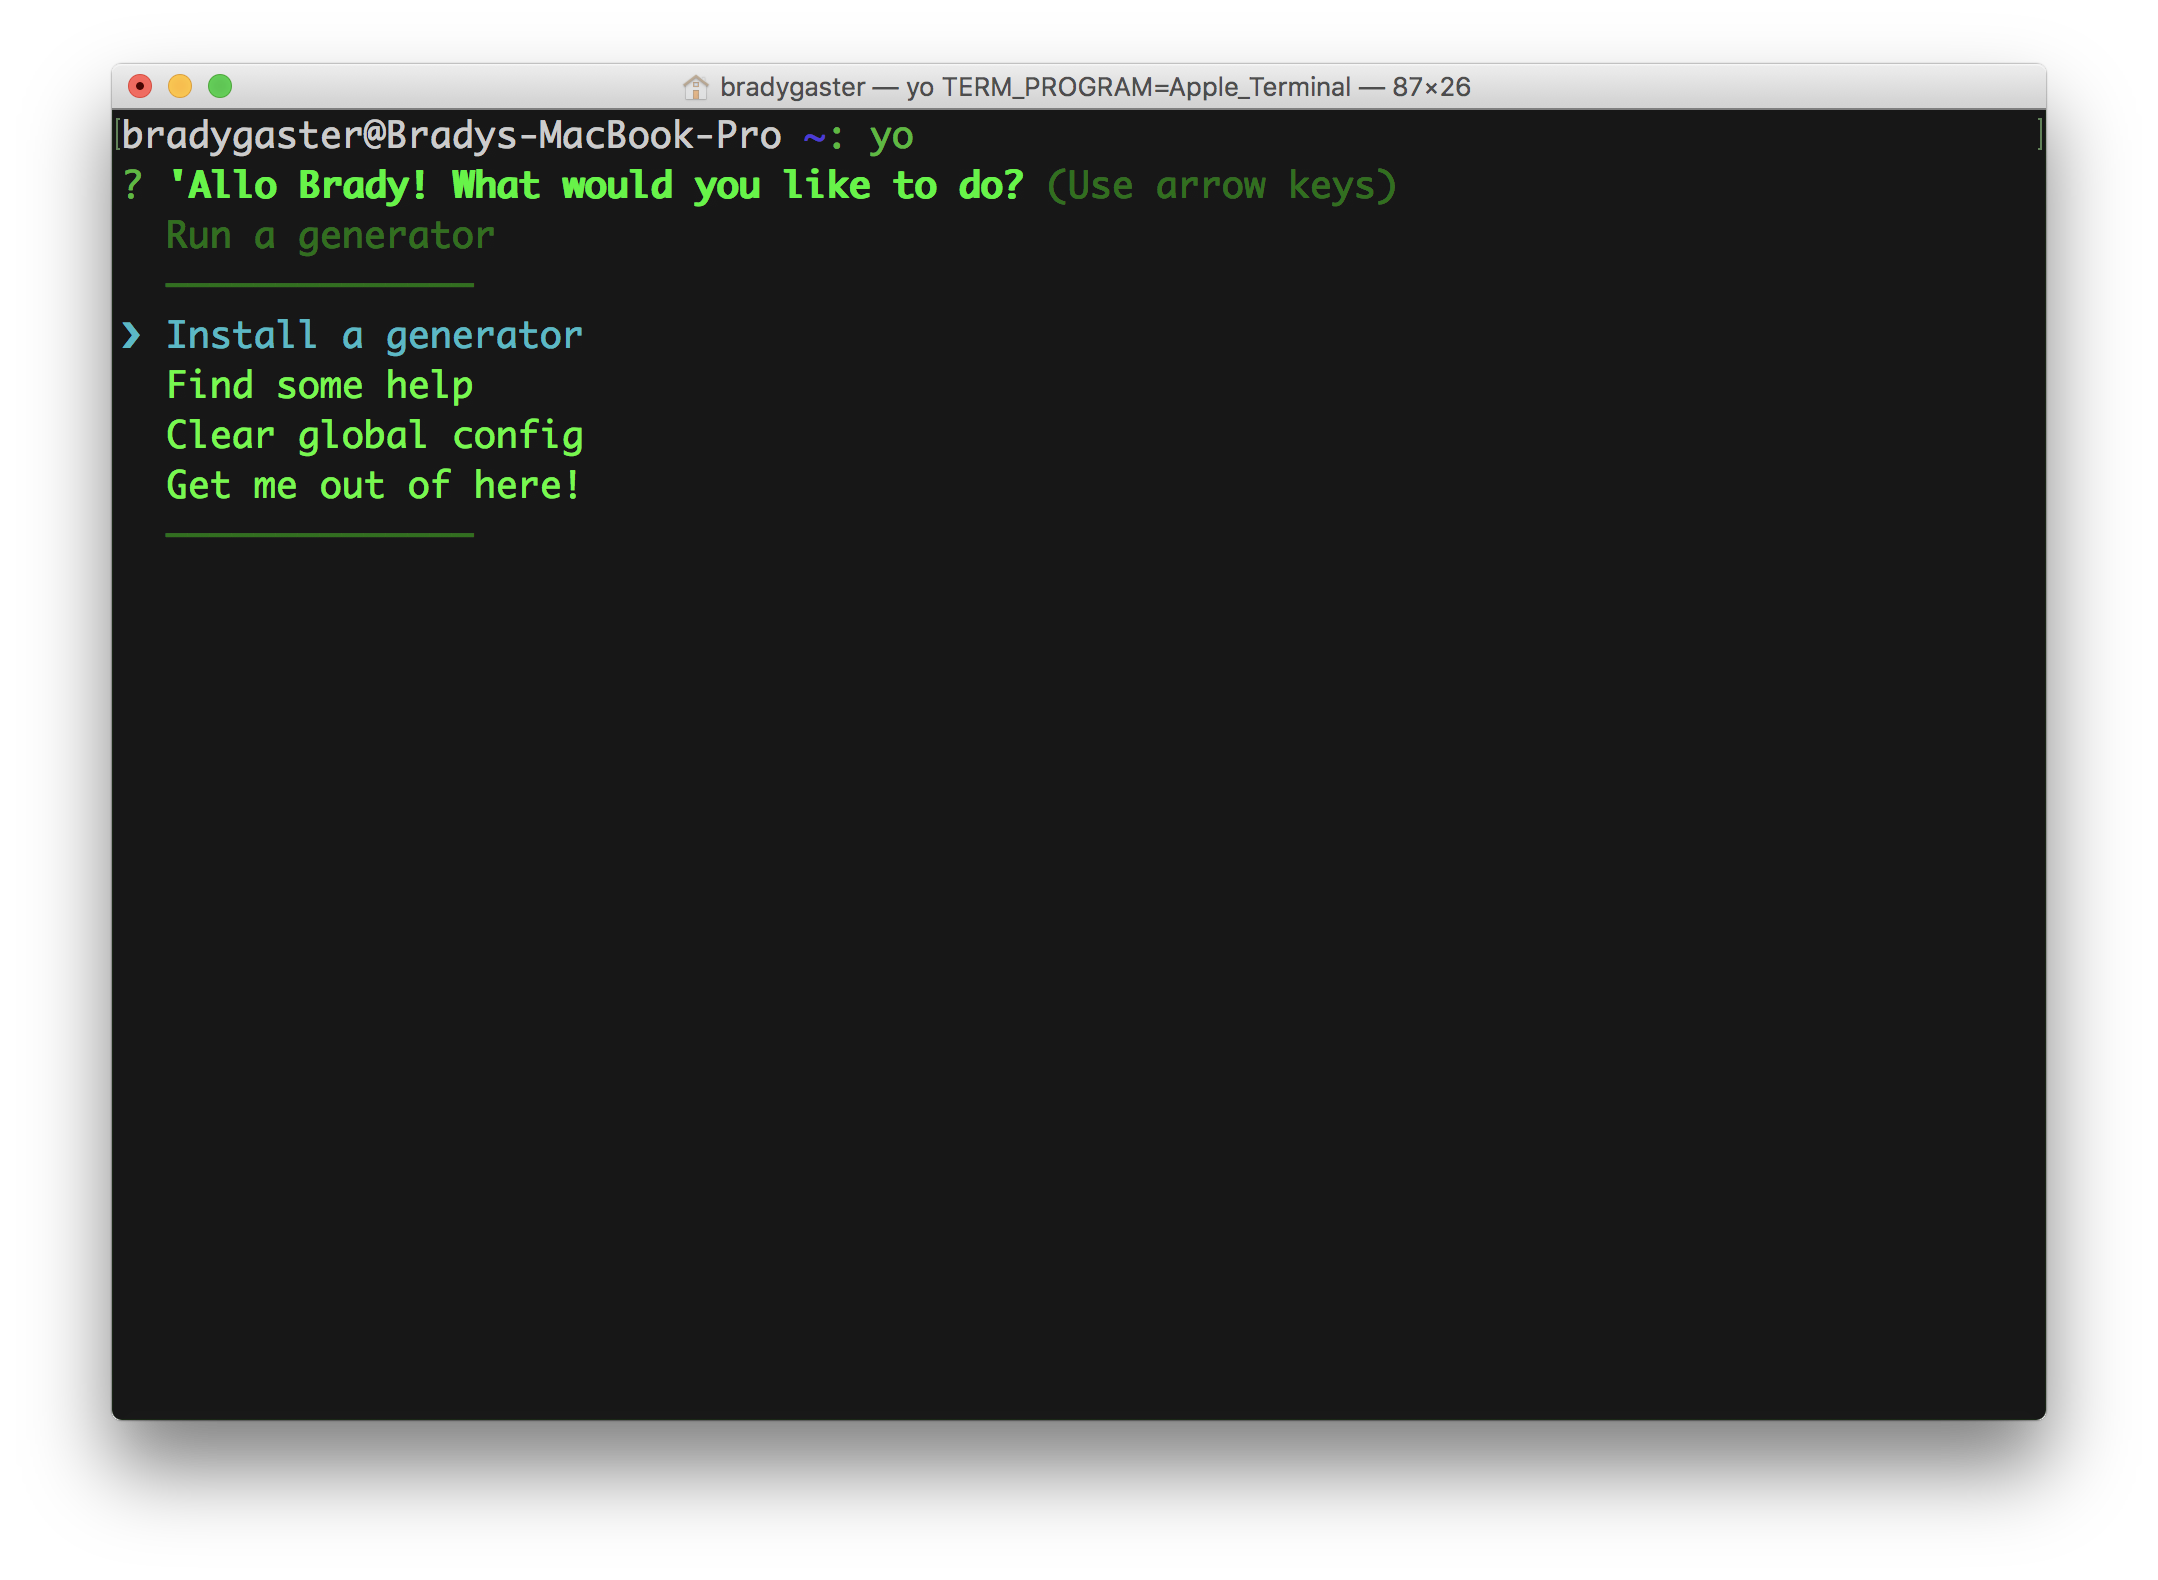 bradygaster — yo TERM_PROGRAM=Apple_Terminal — 87×26
[bradygaster@Bradys-MacBook-Pro ~: yo ]
? 'Allo Brady! What would you like to do? (Use arrow keys)
Run a generator
──────────────
❯ Install a generator
Find some help
Clear global config
Get me out of here!
──────────────